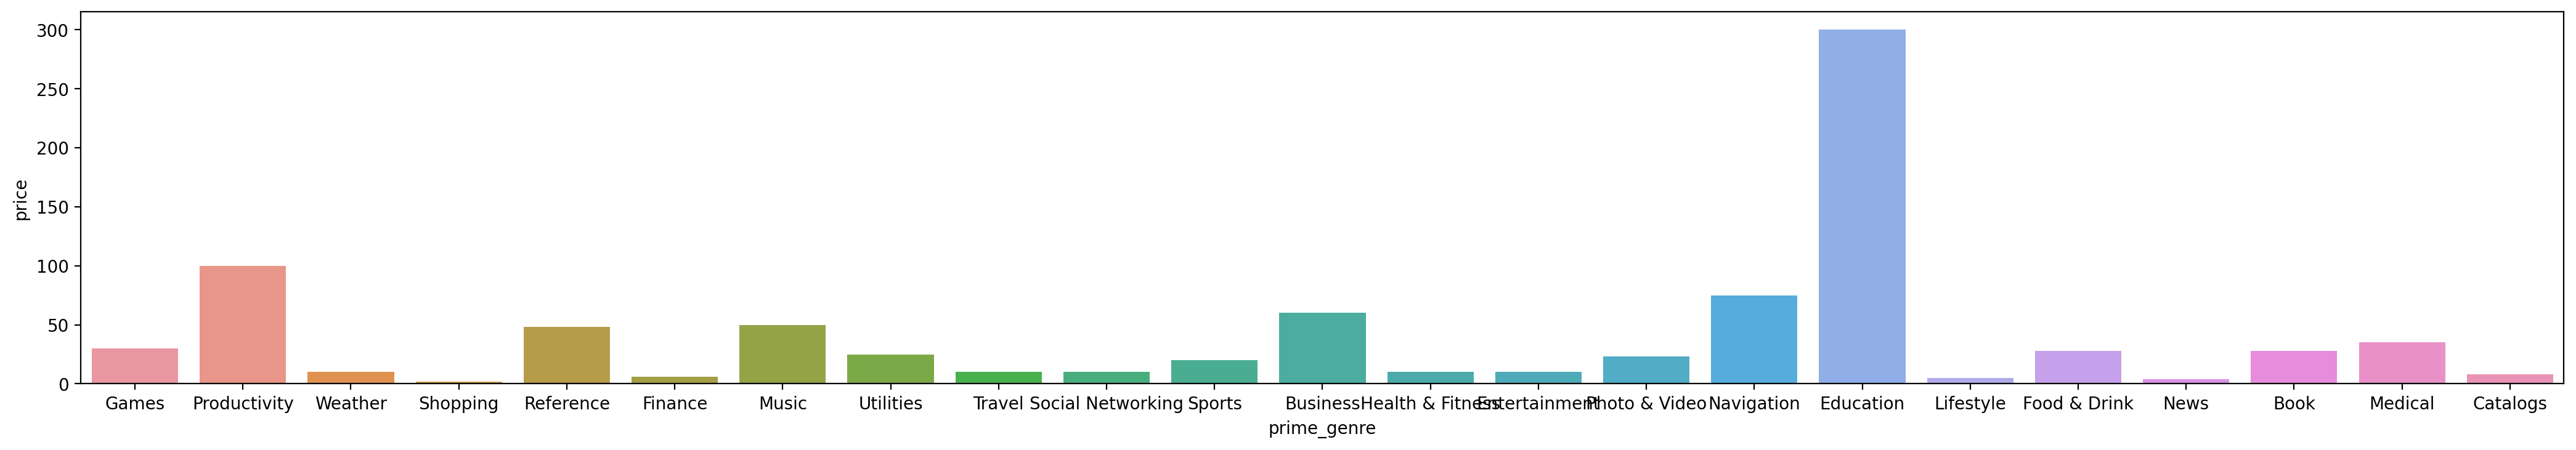 300
250
200
150
100
50
0
price
Games Productivity Weather Shopping Reference Finance Music Utilities Travel Social Networking Sports Business Health & Fitness Entertainment Photo & Video Navigation Education Lifestyle Food & Drink News Book Medical Catalogs
prime_genre